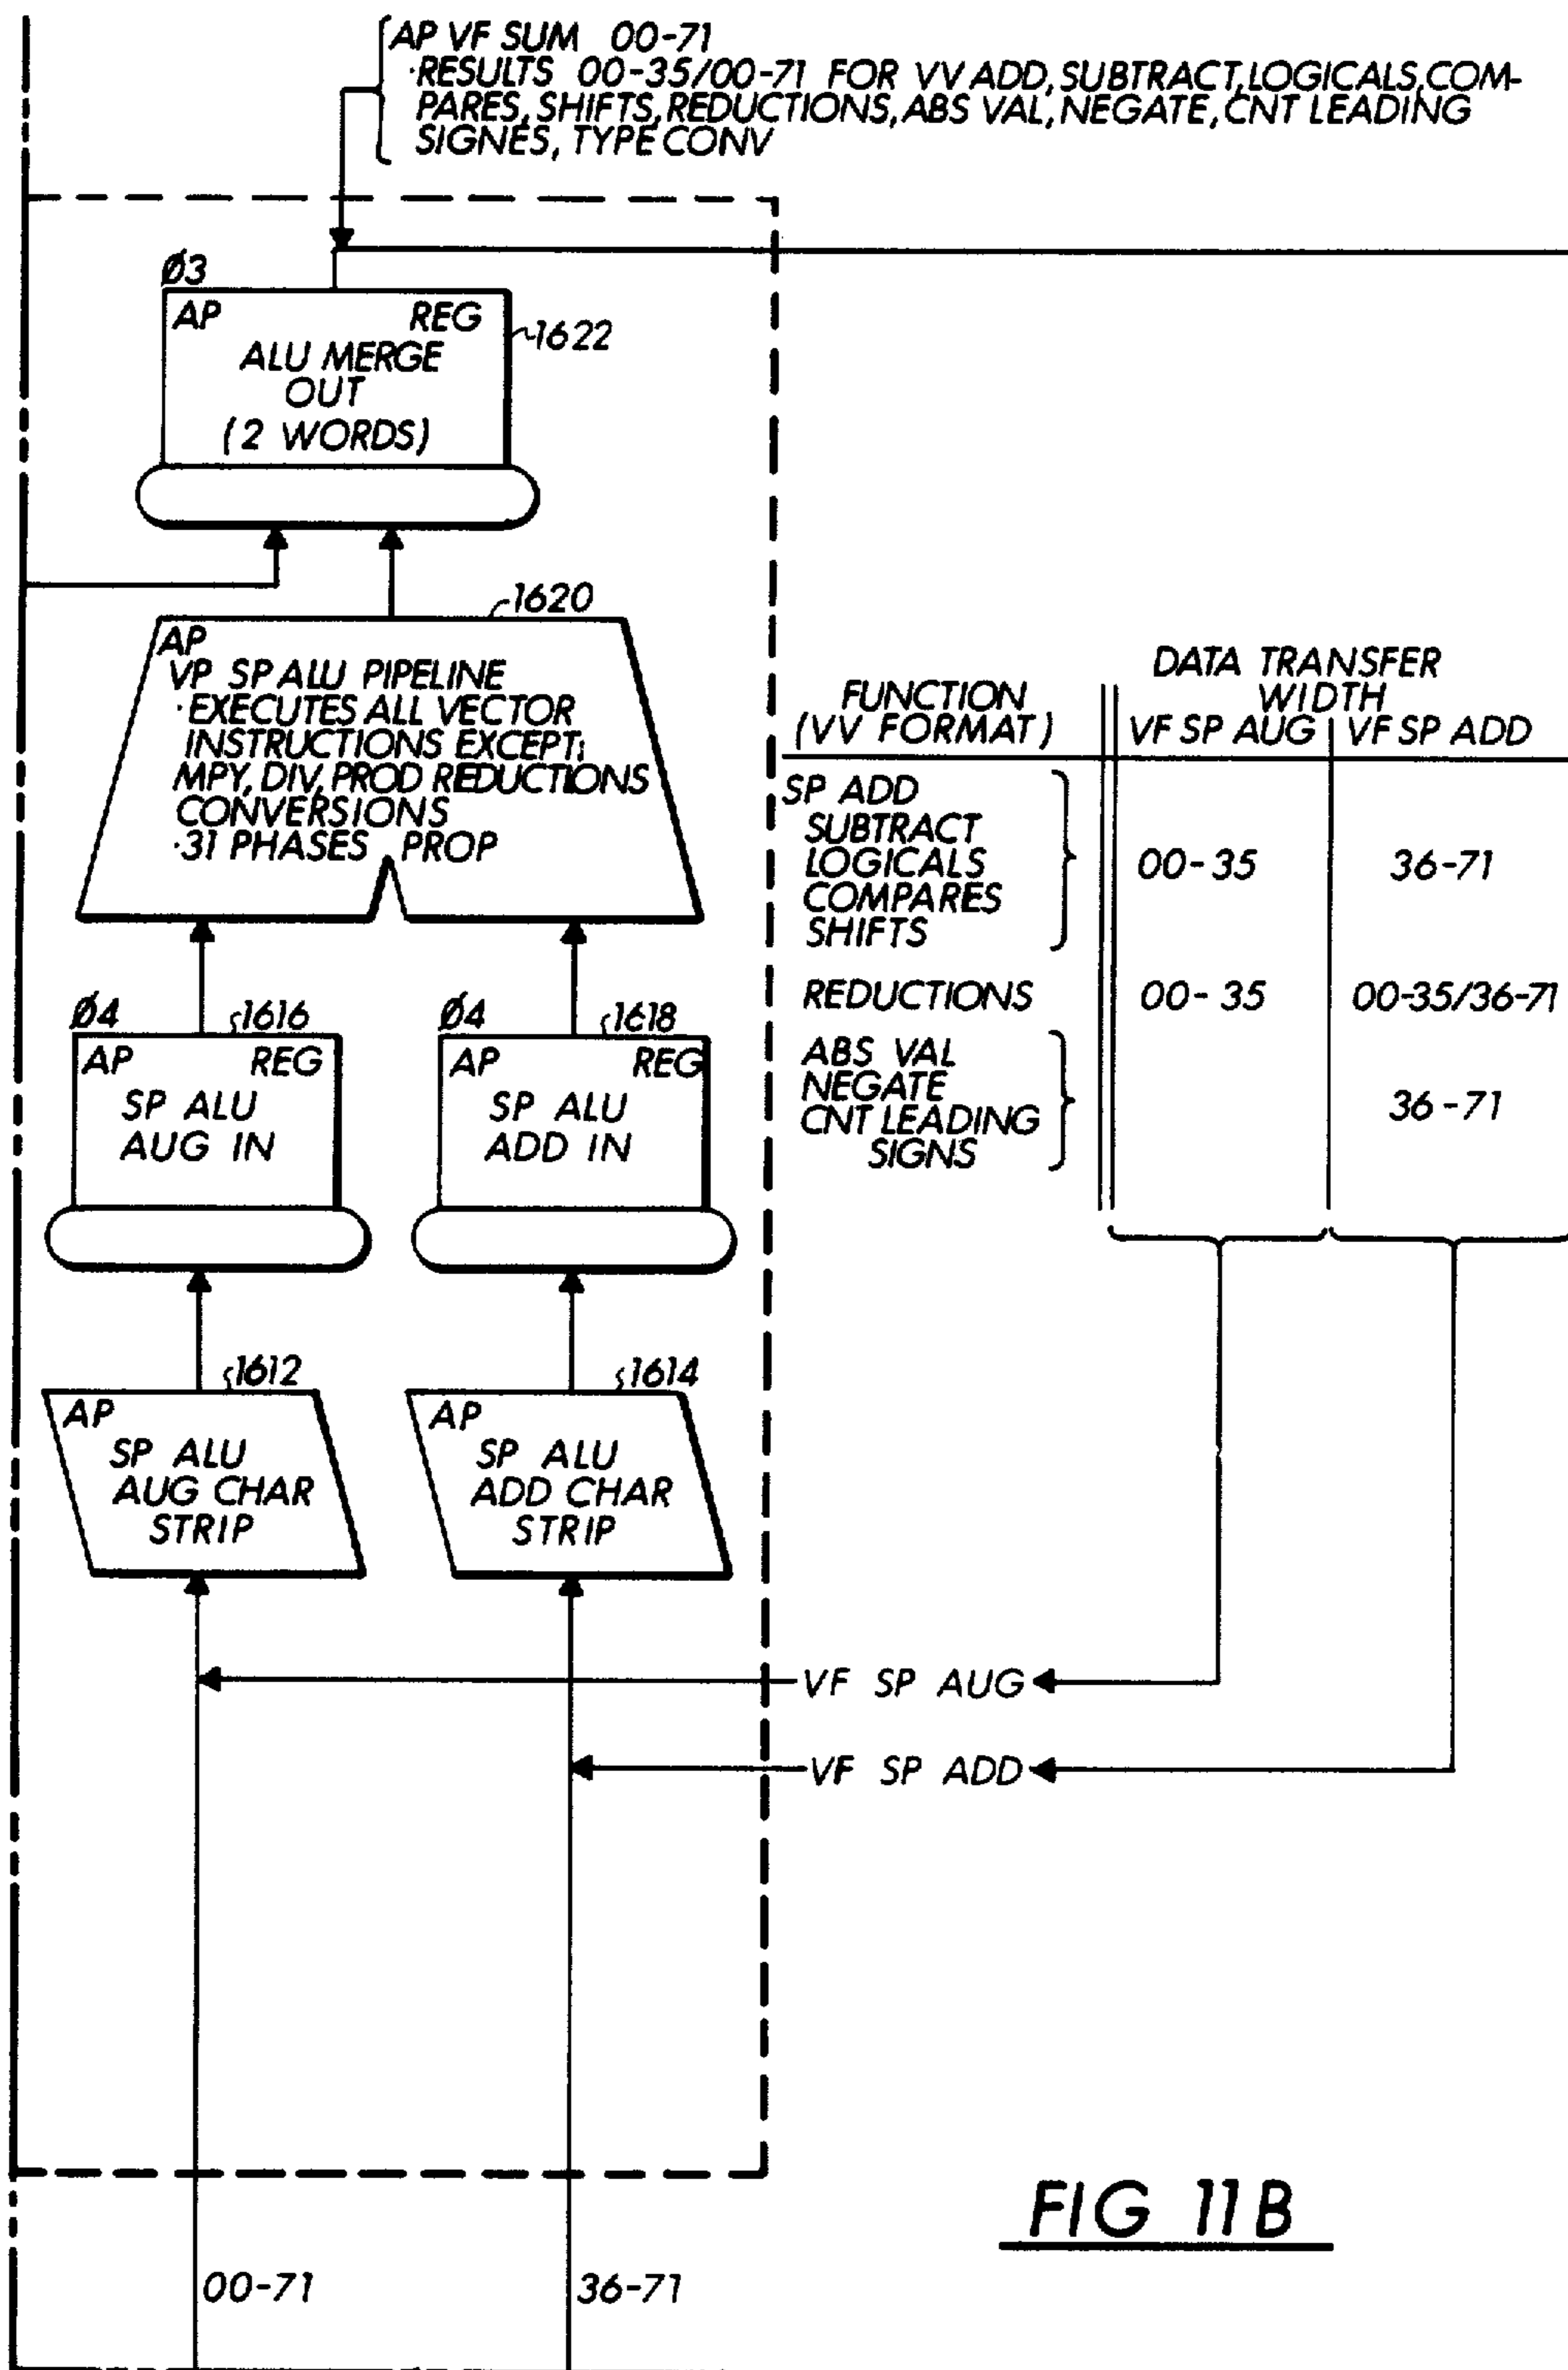 AP VF SUM 00-71
·RESULTS 00-35/00-71 FOR VV ADD, SUBTRACT, LOGICALS, COM-
PARES, SHIFTS, REDUCTIONS, ABS VAL, NEGATE, CNT LEADING
SIGNES, TYPE CONV
Ø3
AP REG
ALU MERGE
OUT
(2 WORDS)
1622
1620
AP
VP SP ALU PIPELINE
·EXECUTES ALL VECTOR
INSTRUCTIONS EXCEPT;
MPY, DIV, PROD REDUCTIONS
CONVERSIONS
·31 PHASES PROP
Ø4 1616
AP REG
SP ALU
AUG IN
Ø4 1618
AP REG
SP ALU
ADD IN
1612
AP
SP ALU
AUG CHAR
STRIP
1614
AP
SP ALU
ADD CHAR
STRIP
DATA TRANSFER
WIDTH
FUNCTION
(VV FORMAT)
VF SP AUG VF SP ADD
SP ADD
SUBTRACT
LOGICALS
COMPARES
SHIFTS
00-35 36-71
REDUCTIONS 00-35 00-35/36-71
ABS VAL
NEGATE
CNT LEADING
SIGNS
36-71
VF SP AUG
VF SP ADD
00-71
36-71
FIG 11B